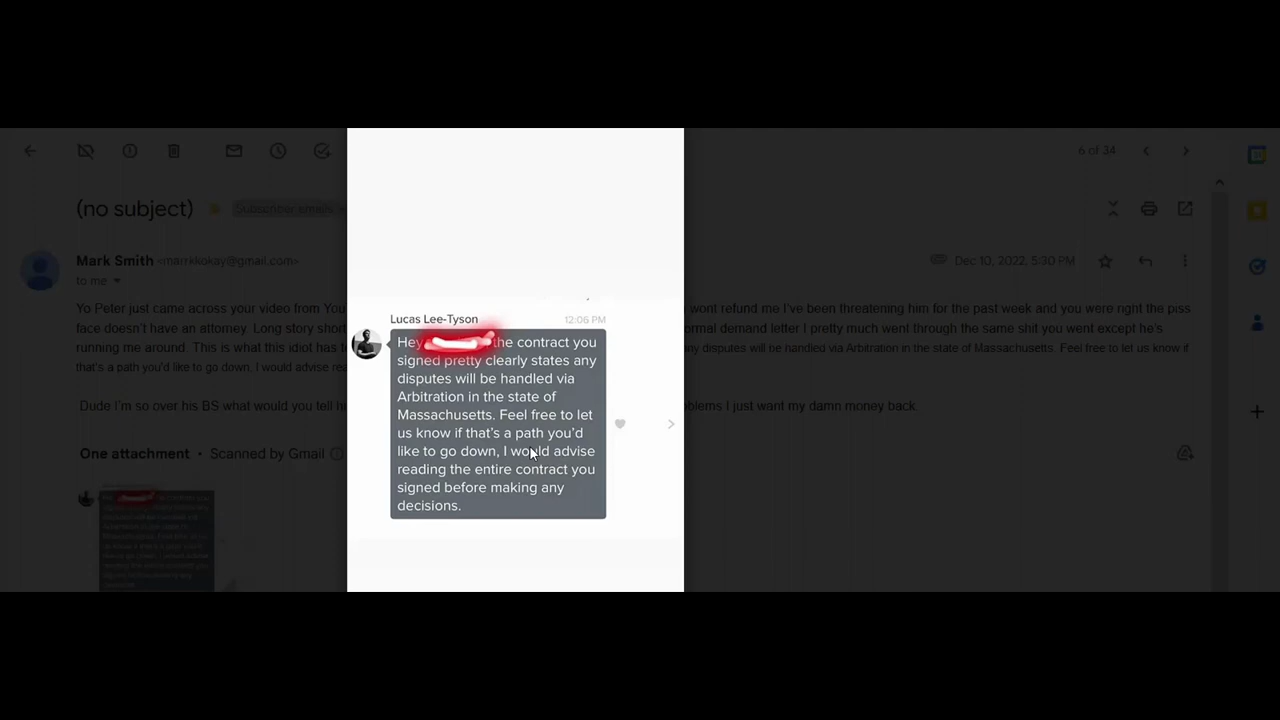 6 of 34
(no subject)
Subscriber emails
Mark Smith <marrkkokay@gmail.com>
Dec 10, 2022, 5:30 PM
to me
Yo Peter just came across your video from You
wont refund me I've been threatening him for the past week and you were right the piss
face doesn't have an attorney. Long story short
ormal demand letter I pretty much went through the same shit you went except he's
running me around. This is what this idiot has to
ny disputes will be handled via Arbitration in the state of Massachusetts. Feel free to let us know if
that's a path you'd like to go down, I would advise rea
Dude I'm so over his BS what would you tell hi
oblems I just want my damn money back.
One attachment • Scanned by Gmail
Lucas Lee-Tyson
12:06 PM
Hey the contract you
signed pretty clearly states any
disputes will be handled via
Arbitration in the state of
Massachusetts. Feel free to let
us know if that's a path you'd
like to go down, I would advise
reading the entire contract you
signed before making any
decisions.